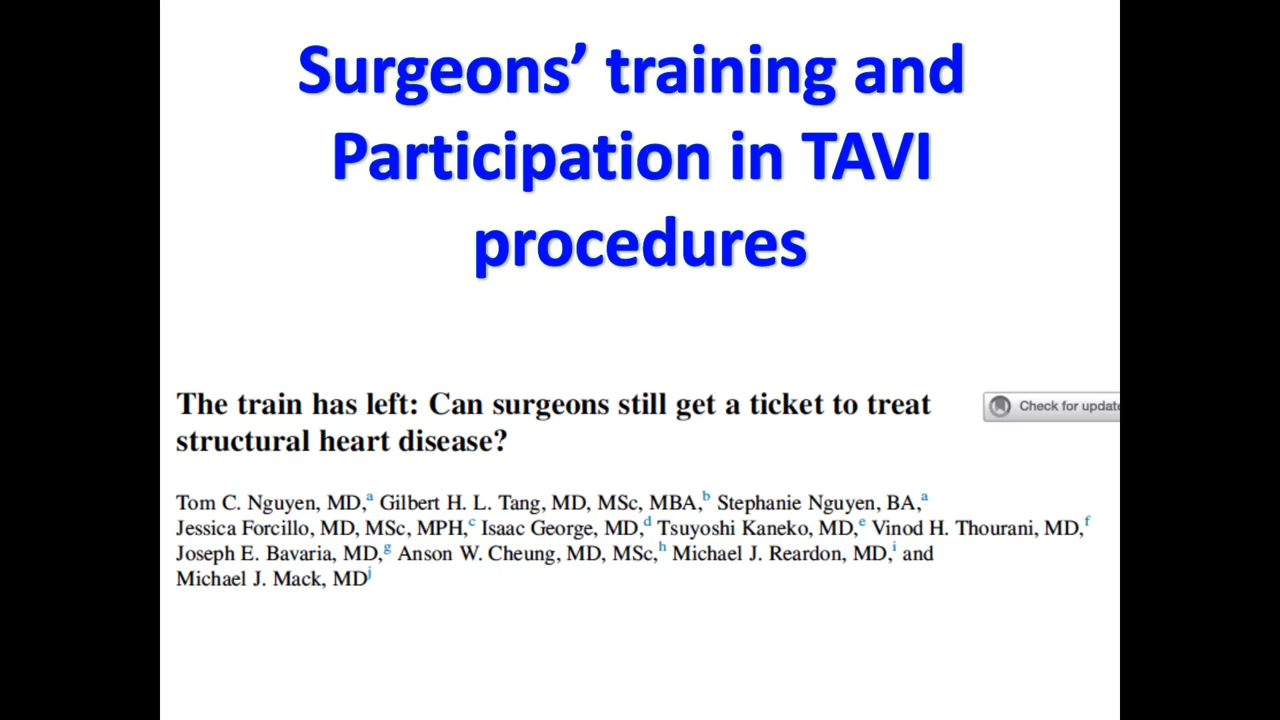 Surgeons’ training and
Participation in TAVI
procedures
The train has left: Can surgeons still get a ticket to treat
structural heart disease?
Check for update
Tom C. Nguyen, MD,a Gilbert H. L. Tang, MD, MSc, MBA,b Stephanie Nguyen, BA,a
Jessica Forcillo, MD, MSc, MPH,c Isaac George, MD,d Tsuyoshi Kaneko, MD,e Vinod H. Thourani, MD,f
Joseph E. Bavaria, MD,g Anson W. Cheung, MD, MSc,h Michael J. Reardon, MD,i and
Michael J. Mack, MDj